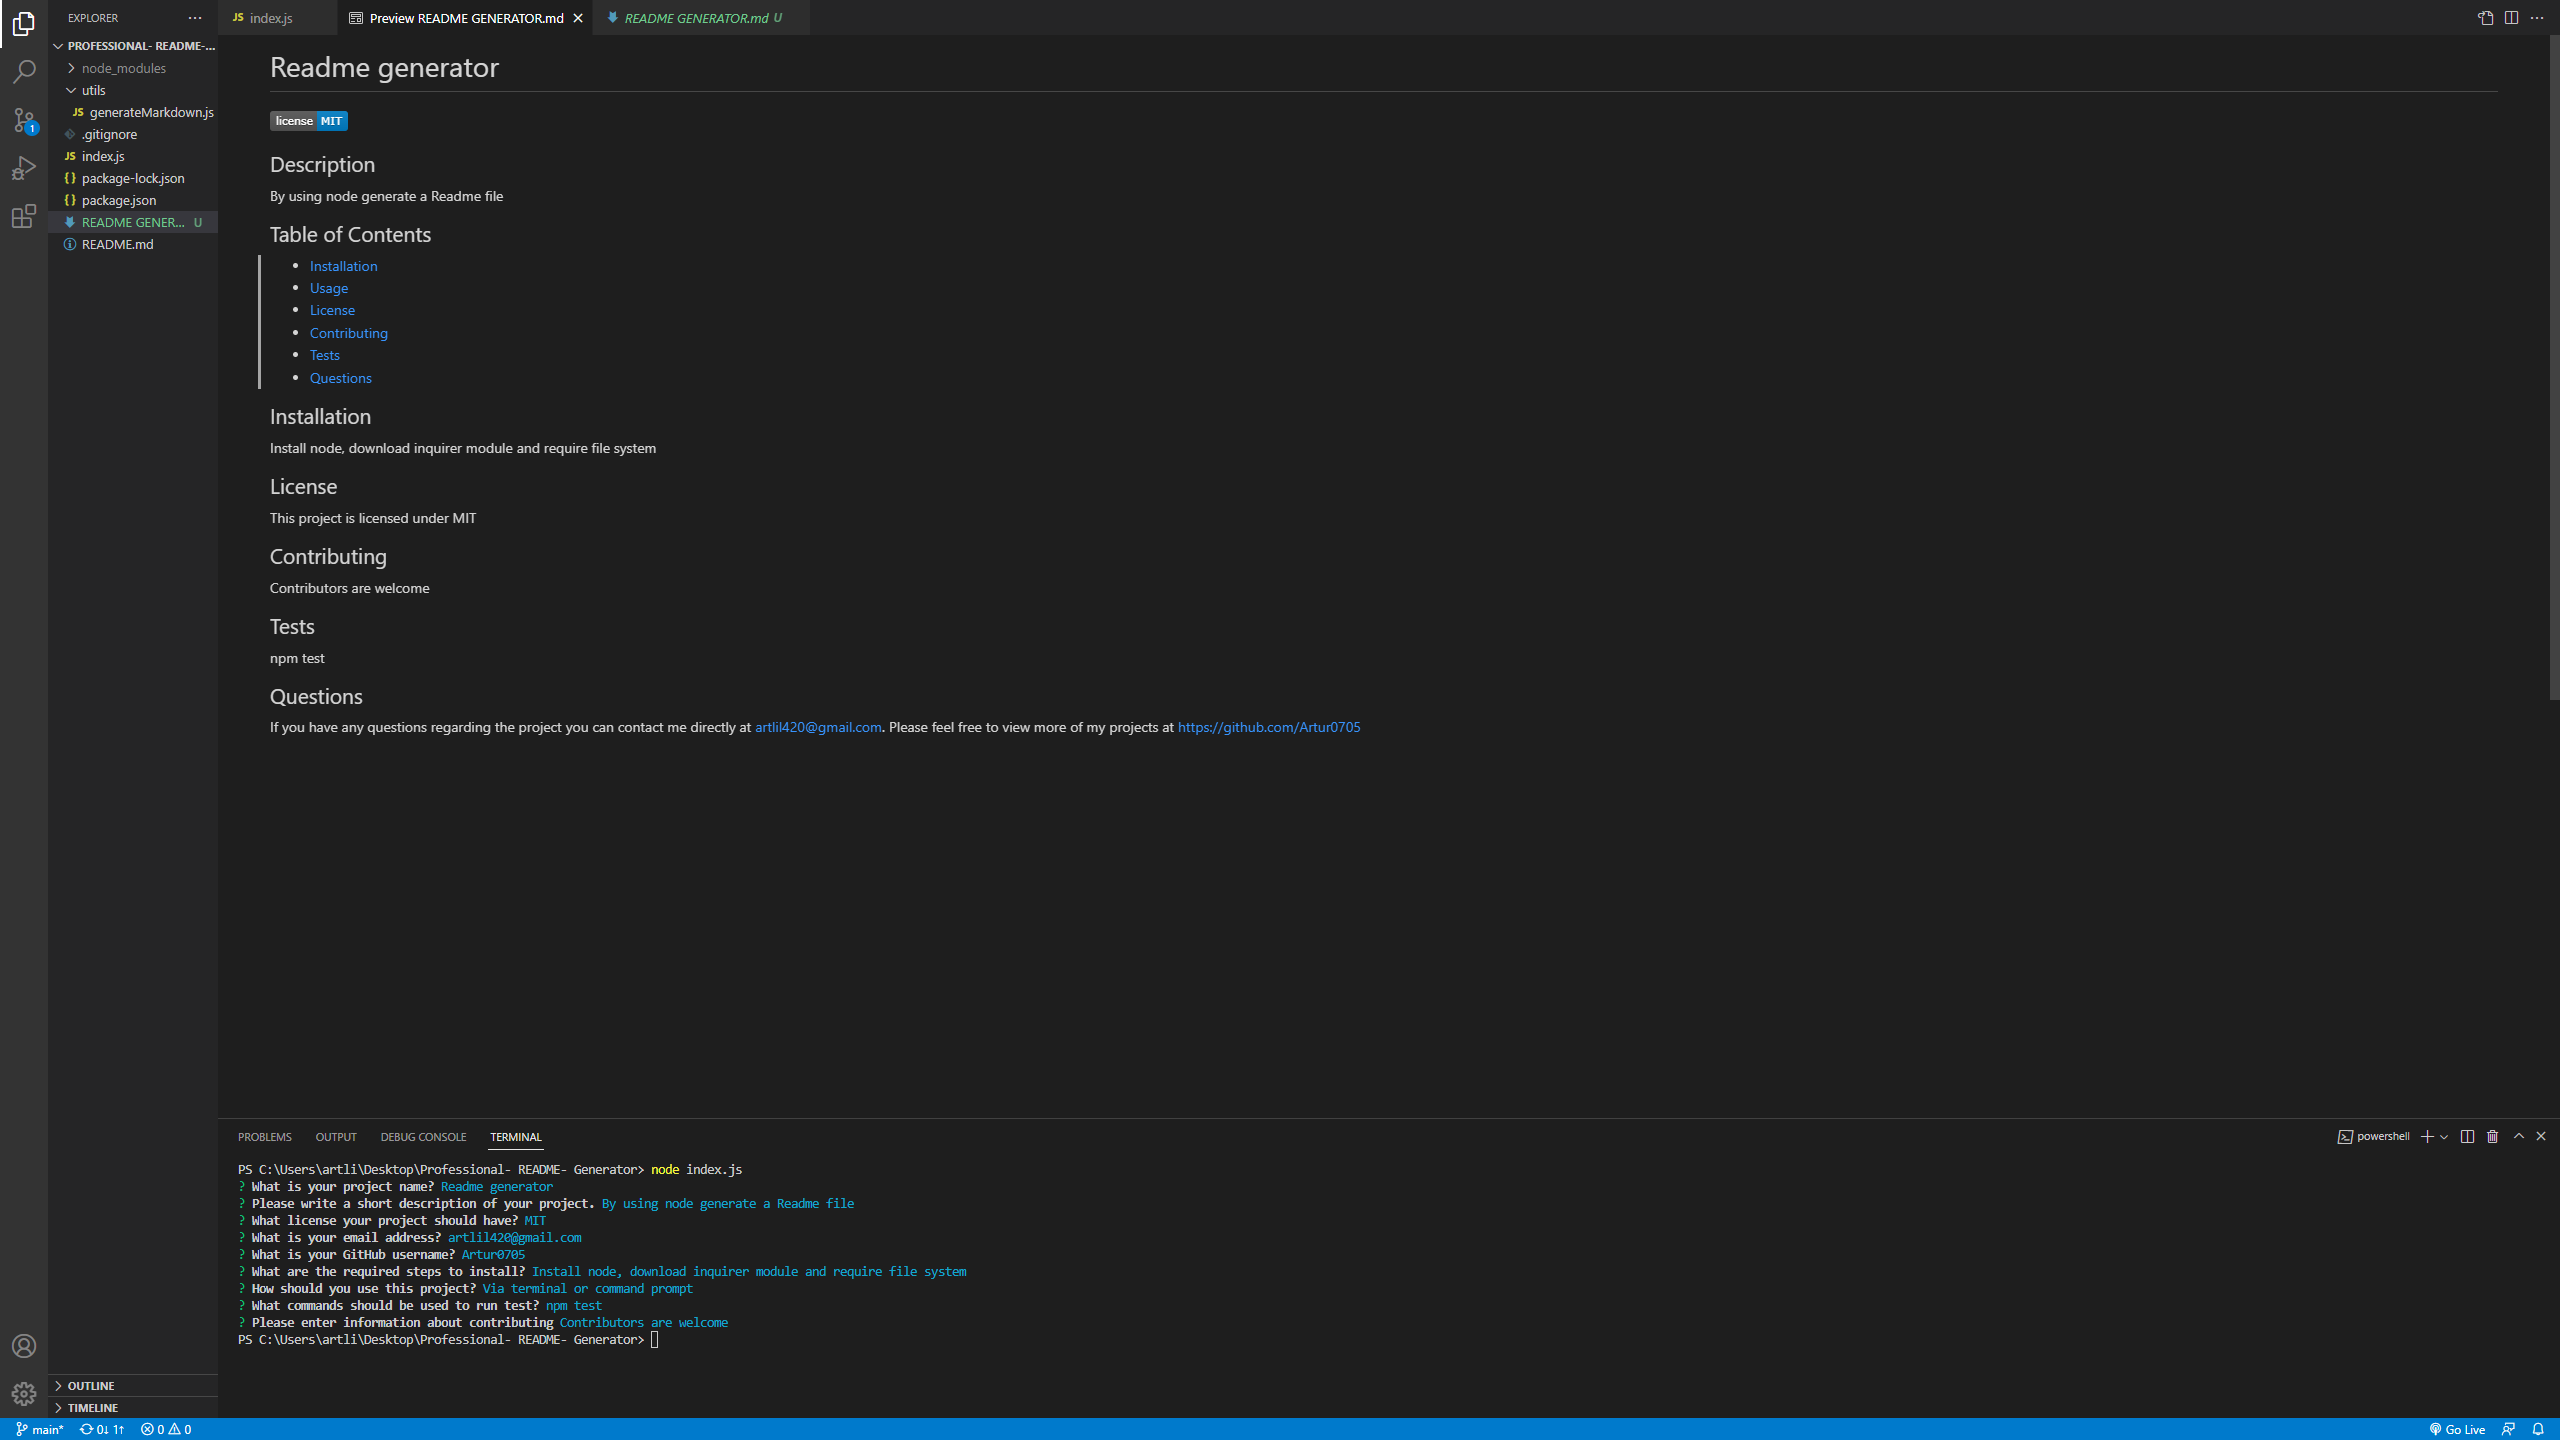 EXPLORER
PROFESSIONAL- README-...
node_modules
utils
JS generateMarkdown.js
.gitignore
JS index.js
{} package-lock.json
{} package.json
README GENER... U
README.md
OUTLINE
TIMELINE
JS index.js
Preview README GENERATOR.md
README GENERATOR.md U
Readme generator
license MIT
Description
By using node generate a Readme file
Table of Contents
• Installation
• Usage
• License
• Contributing
• Tests
• Questions
Installation
Install node, download inquirer module and require file system
License
This project is licensed under MIT
Contributing
Contributors are welcome
Tests
npm test
Questions
If you have any questions regarding the project you can contact me directly at artlil420@gmail.com. Please feel free to view more of my projects at https://github.com/Artur0705
PROBLEMS OUTPUT DEBUG CONSOLE TERMINAL
powershell
PS C:\Users\artli\Desktop\Professional- README- Generator> node index.js
? What is your project name? Readme generator
? Please write a short description of your project. By using node generate a Readme file
? What license your project should have? MIT
? What is your email address? artlil420@gmail.com
? What is your GitHub username? Artur0705
? What are the required steps to install? Install node, download inquirer module and require file system
? How should you use this project? Via terminal or command prompt
? What commands should be used to run test? npm test
? Please enter information about contributing Contributors are welcome
PS C:\Users\artli\Desktop\Professional- README- Generator>
1
main* 0↓ 1↑ 0 0
Go Live